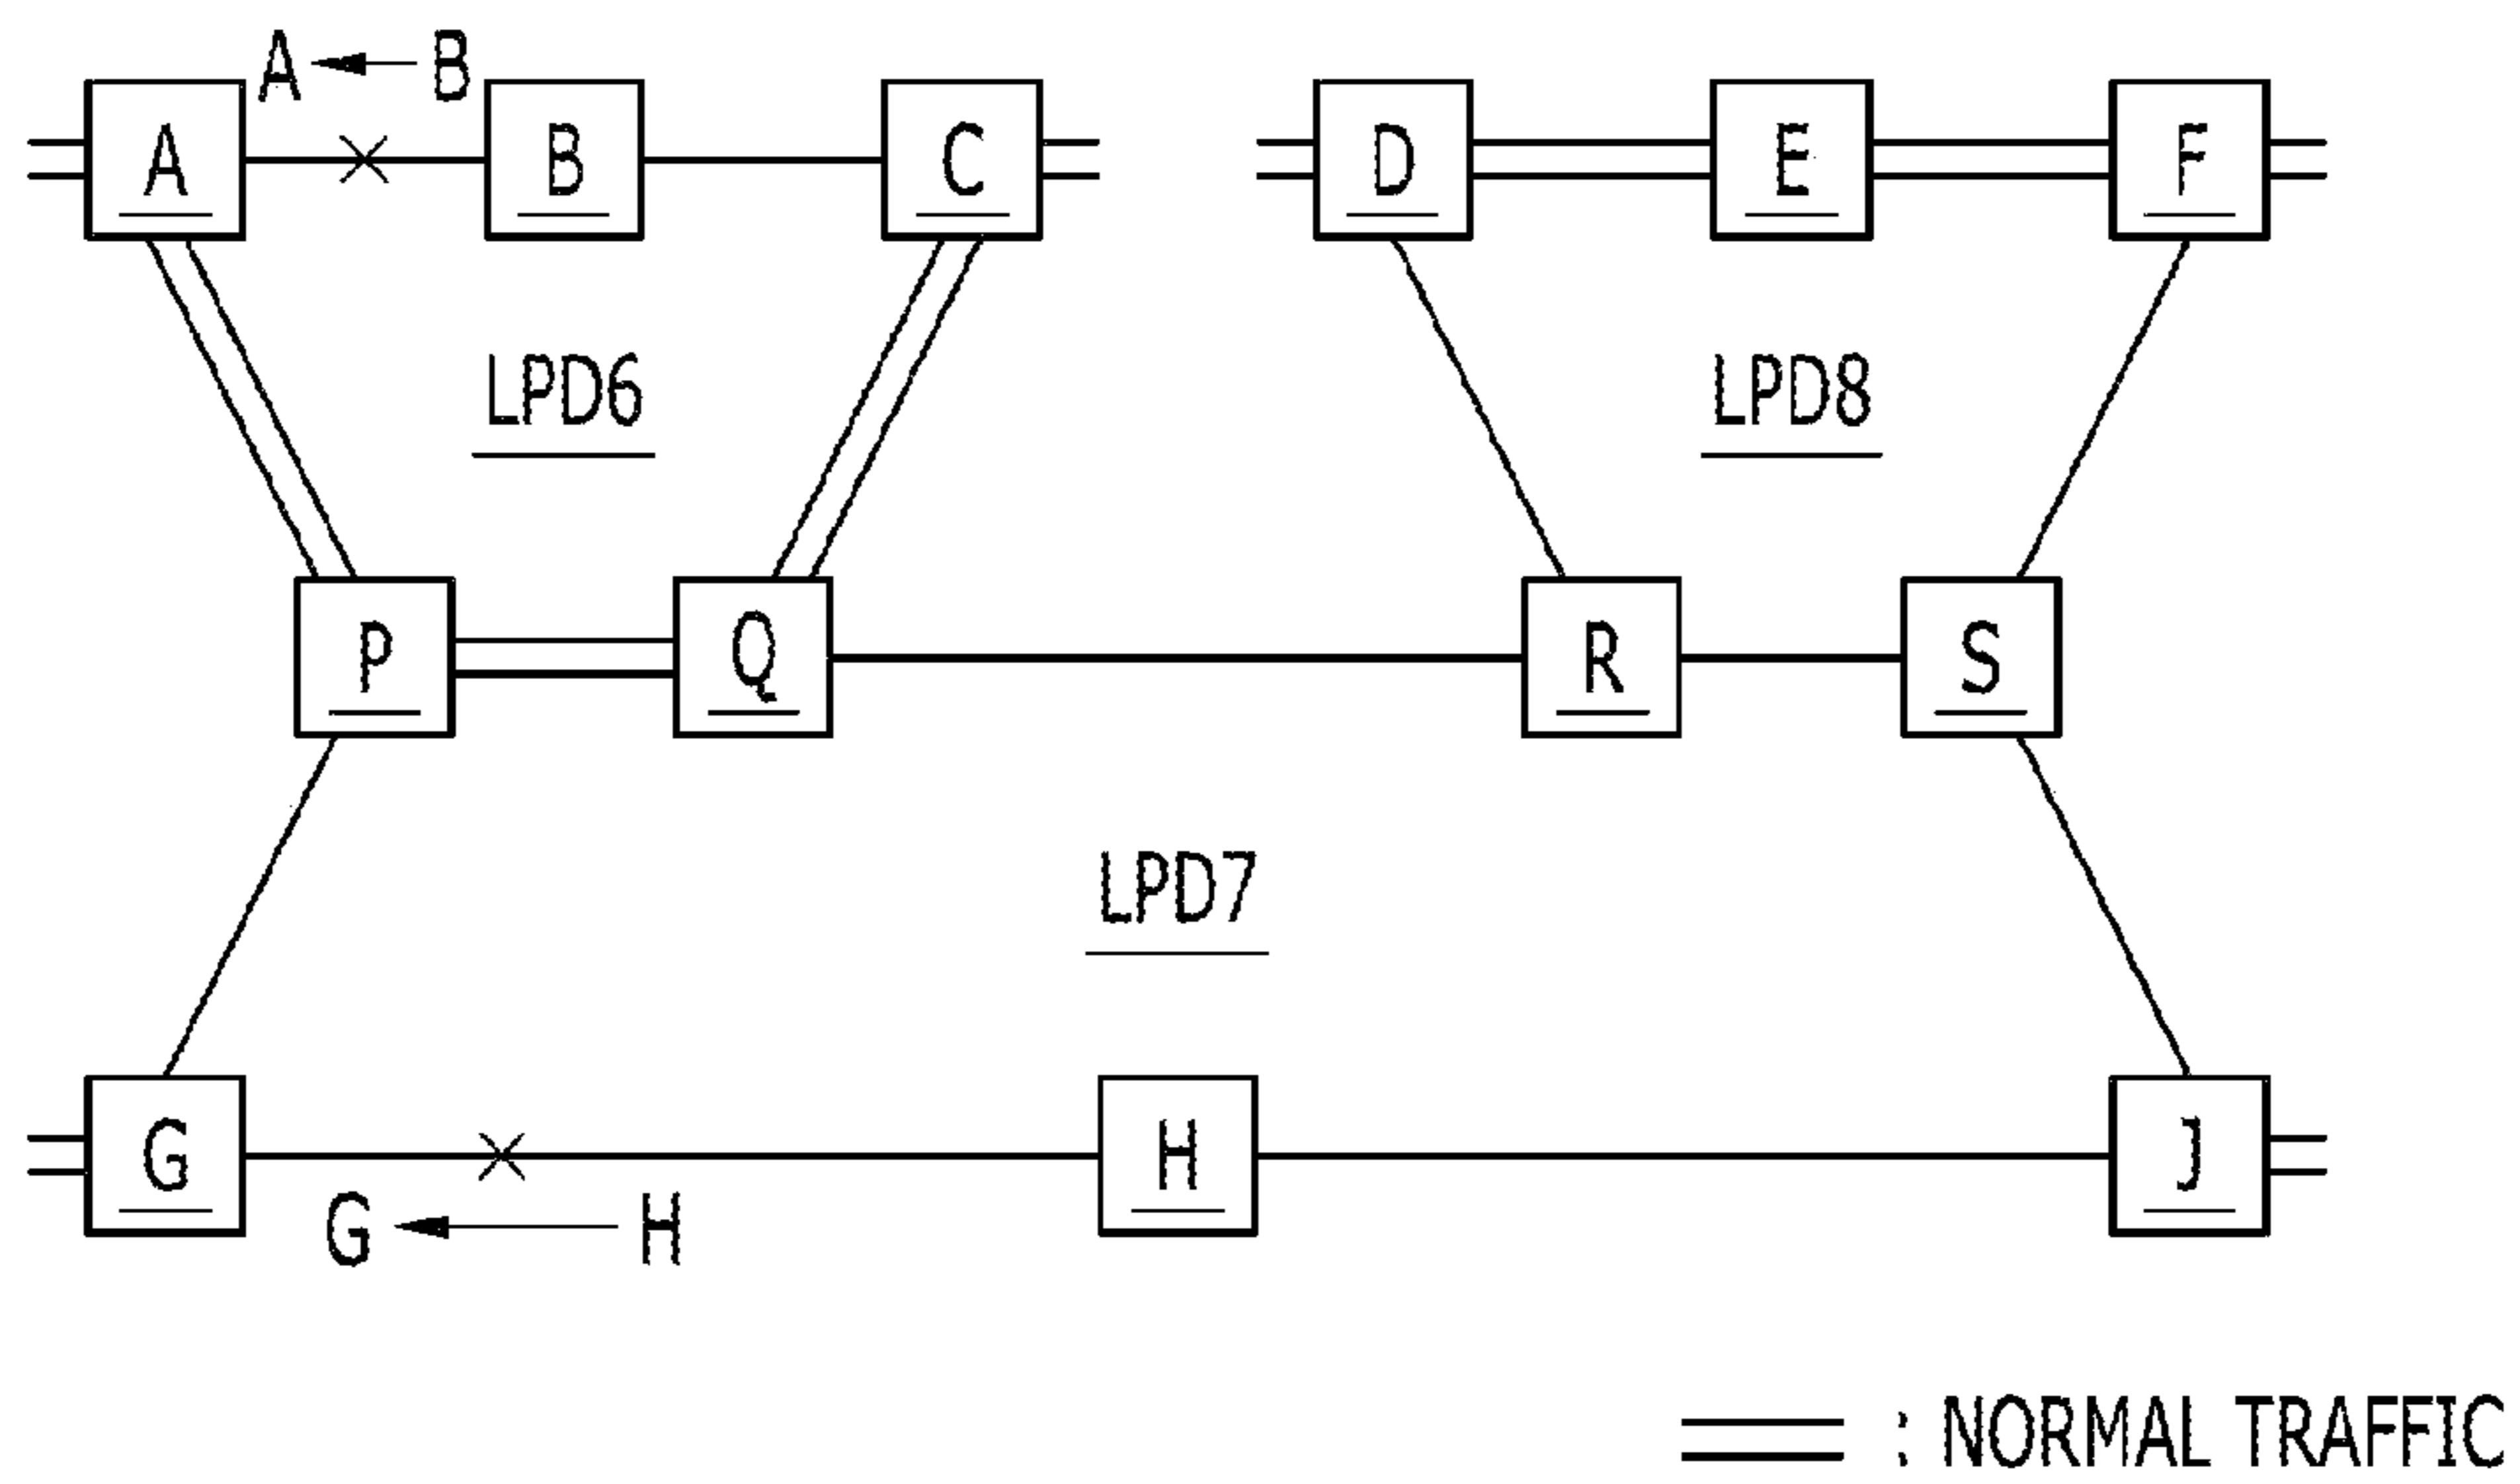 A B
A B C D E F
LPD6 LPD8
P Q R S
LPD7
G H J
G H
: NORMAL TRAFFIC